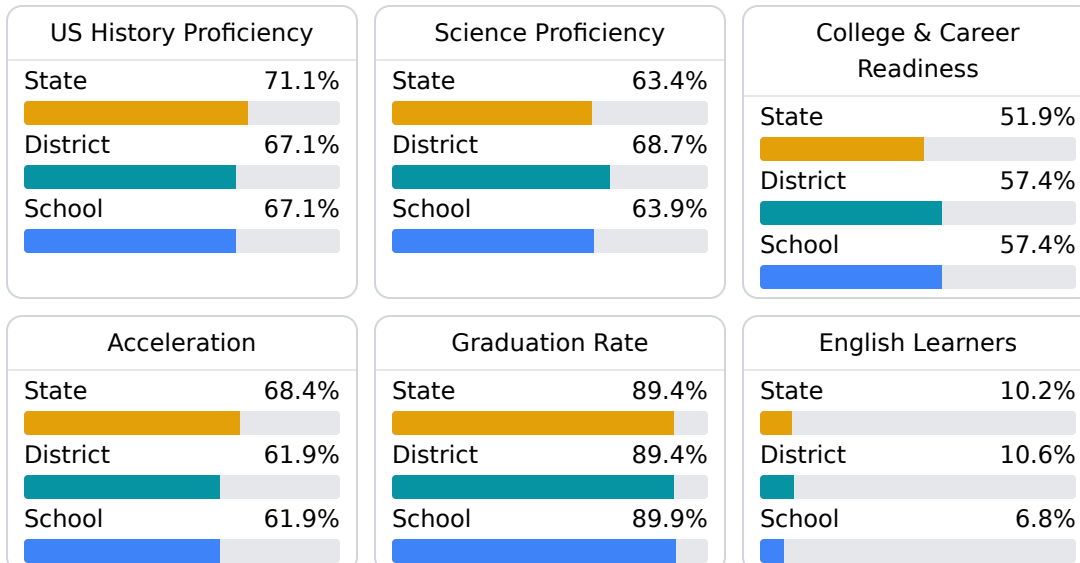 US History Proficiency
State 71.1%
District 67.1%
School 67.1%
Science Proficiency
State 63.4%
District 68.7%
School 63.9%
College & Career
Readiness
State 51.9%
District 57.4%
School 57.4%
Acceleration
State 68.4%
District 61.9%
School 61.9%
Graduation Rate
State 89.4%
District 89.4%
School 89.9%
English Learners
State 10.2%
District 10.6%
School 6.8%